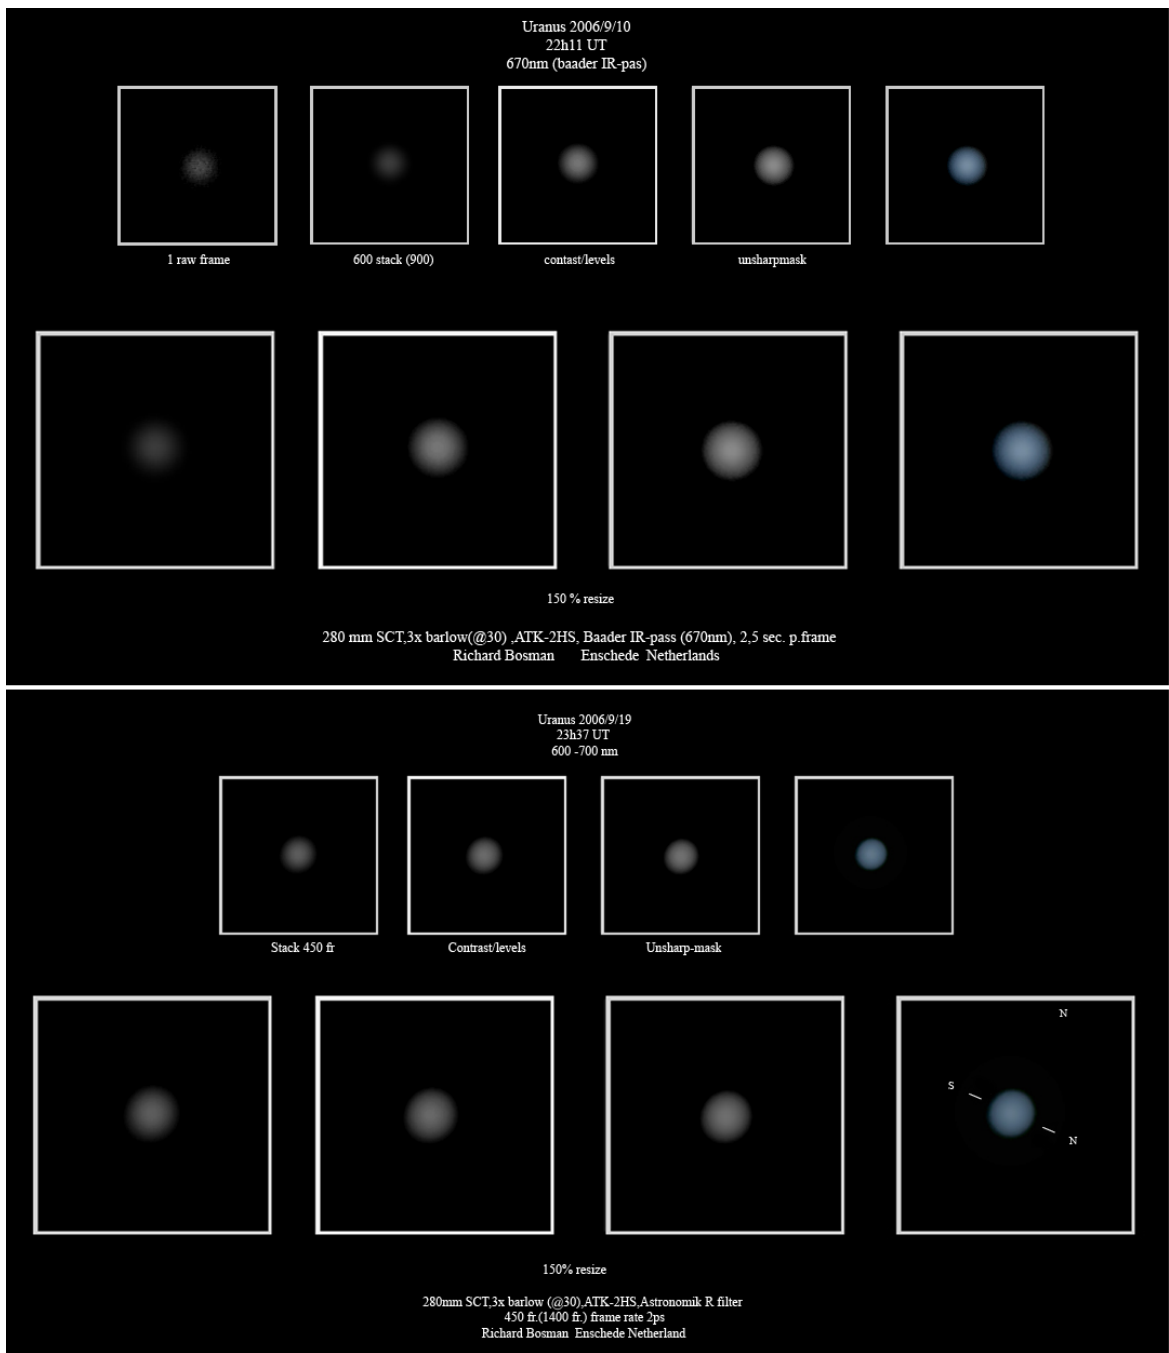 Uranus 2006/9/10
22h11 UT
670nm (baader IR-pas)
1 raw frame
600 stack (900)
contast/levels
unsharpmask
150 % resize
280 mm SCT,3x barlow(@30) ,ATK-2HS, Baader IR-pass (670nm), 2,5 sec. p.frame
Richard Bosman Enschede Netherlands
Uranus 2006/9/19
23h37 UT
600 -700 nm
Stack 450 fr
Contrast/levels
Unsharp-mask
N
S
N
150% resize
280mm SCT,3x barlow (@30),ATK-2HS,Astronomik R filter
450 fr.(1400 fr.) frame rate 2ps
Richard Bosman Enschede Netherland